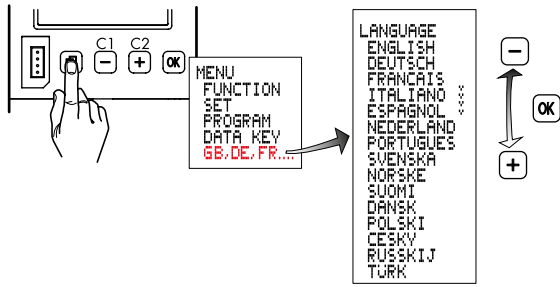 C1 C2
OK
MENU
FUNCTION
SET
PROGRAM
DATA KEY
GB,DE,FR....
LANGUAGE
ENGLISH
DEUTSCH
FRANCAIS
ITALIANO
ESPAGNOL
NEDERLAND
PORTUGUES
SVENSKA
NORSKE
SUOMI
DANSK
POLSKI
CESKY
RUSSKIJ
TURK
OK